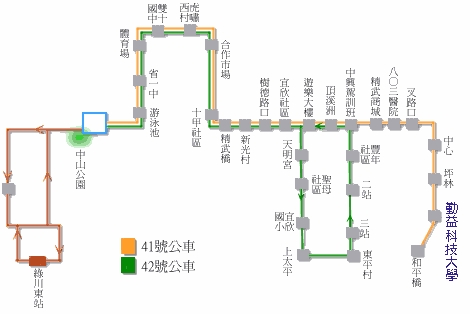 雙十
國中
虎嘯
西村
體育場
合作市場
省一中
游泳池
十甲社區
中山公園
精武橋
新光村
樹德路口
宜欣社區
遊樂大樓
頂溪洲
中興駕訓班
精武商城
八〇三醫院
叉路口
中心
坪林
勤益科技大學
和平橋
天明宮
聖母
社區
宜欣
國小
上太平
豐年
社區
二站
三站
東平村
綠川東站
41號公車
42號公車